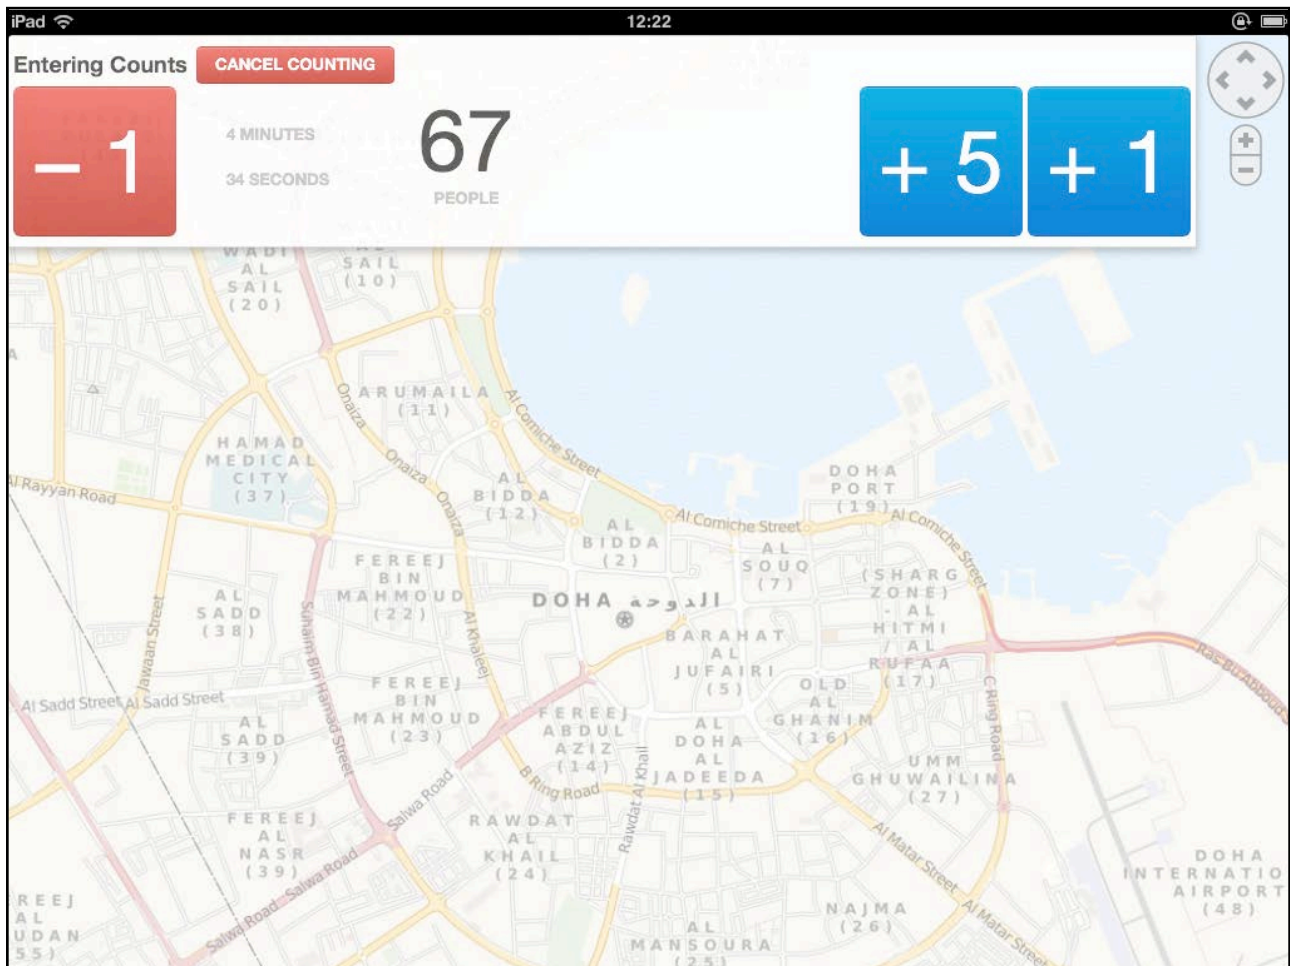 iPad
12:22
Entering Counts
CANCEL COUNTING
– 1
4 MINUTES
34 SECONDS
67
PEOPLE
+ 5
+ 1
+
−
WADI
AL
SAIL
(20)
SAIL
(10)
A
ARUMAILA
(11)
Onaiza
Al Corniche Street
HAMAD
MEDICAL
CITY
(37)
Onaiza
Onaiza
Al Rayyan Road
AL
BIDDA
(12)
DOHA
PORT
(19)
AL
BIDDA
(2)
Al Corniche Street
Al Corniche Street
AL
SOUQ
(7)
FEREEJ
BIN
MAHMOUD
(22)
(SHARG
ZONE)
- AL
HITMI
/ AL
RUFAA
(17)
AL
SADD
(38)
DOHA الدوحة
Jawaan Street
Suhaim Bin Hamad Street
Al Khaleej
BARAHAT
AL
JUFAIRI
(5)
Ras Bu Abboud S
Al Sadd Street
Al Sadd Street
FEREEJ
BIN
MAHMOUD
(23)
OLD
AL
GHANIM
(16)
C Ring Road
AL
SADD
(39)
FEREEJ
ABDUL
AZIZ
(14)
AL
DOHA
AL
JADEEDA
(15)
UMM
GHUWAILINA
(27)
B Ring Road
Rawdat Al Khail
Salwa Road
FEREEJ
AL
NASR
(39)
RAWDAT
AL
KHAIL
(24)
Al Matar Street
DOHA
INTERNATIO
AIRPORT
(48)
Salwa Road
Salwa Road
REEJ
AL
UDAN
55)
NAJMA
(26)
Al Matar Street
AL
MANSOURA
(25)